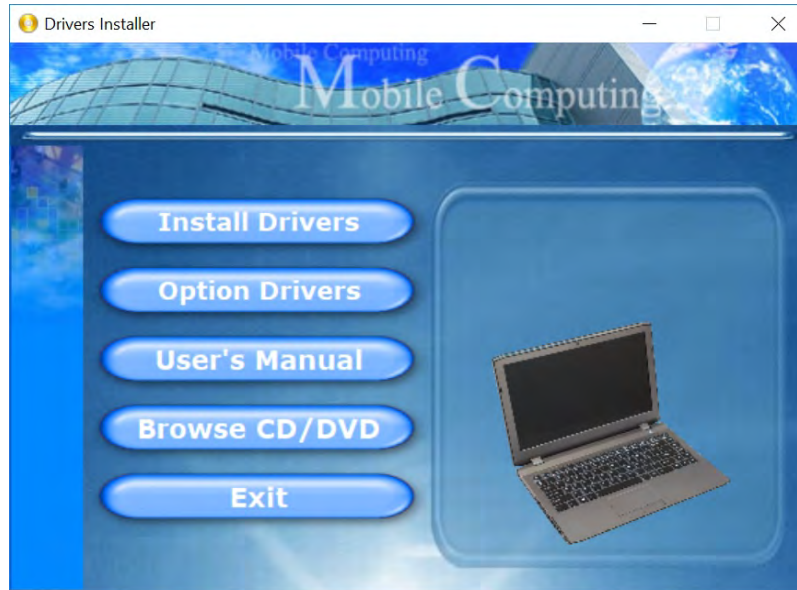 Drivers Installer
Mobile Computing
Mobile Computing
Install Drivers
Option Drivers
User's Manual
Browse CD/DVD
Exit